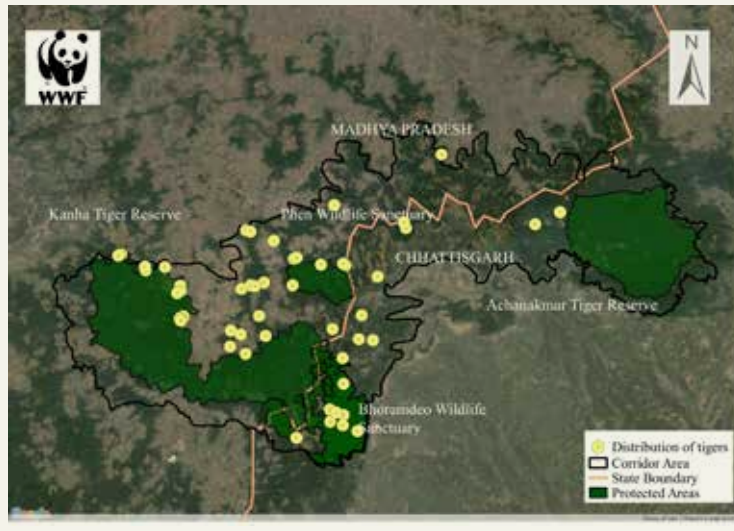 WWF
N
MADHYA PRADESH
Kanha Tiger Reserve
Phen Wildlife Sanctuary
CHHATTISGARH
Achanakmar Tiger Reserve
Bhoramdeo Wildlife
Sanctuary
Distribution of tigers
Corridor Area
State Boundary
Protected Areas